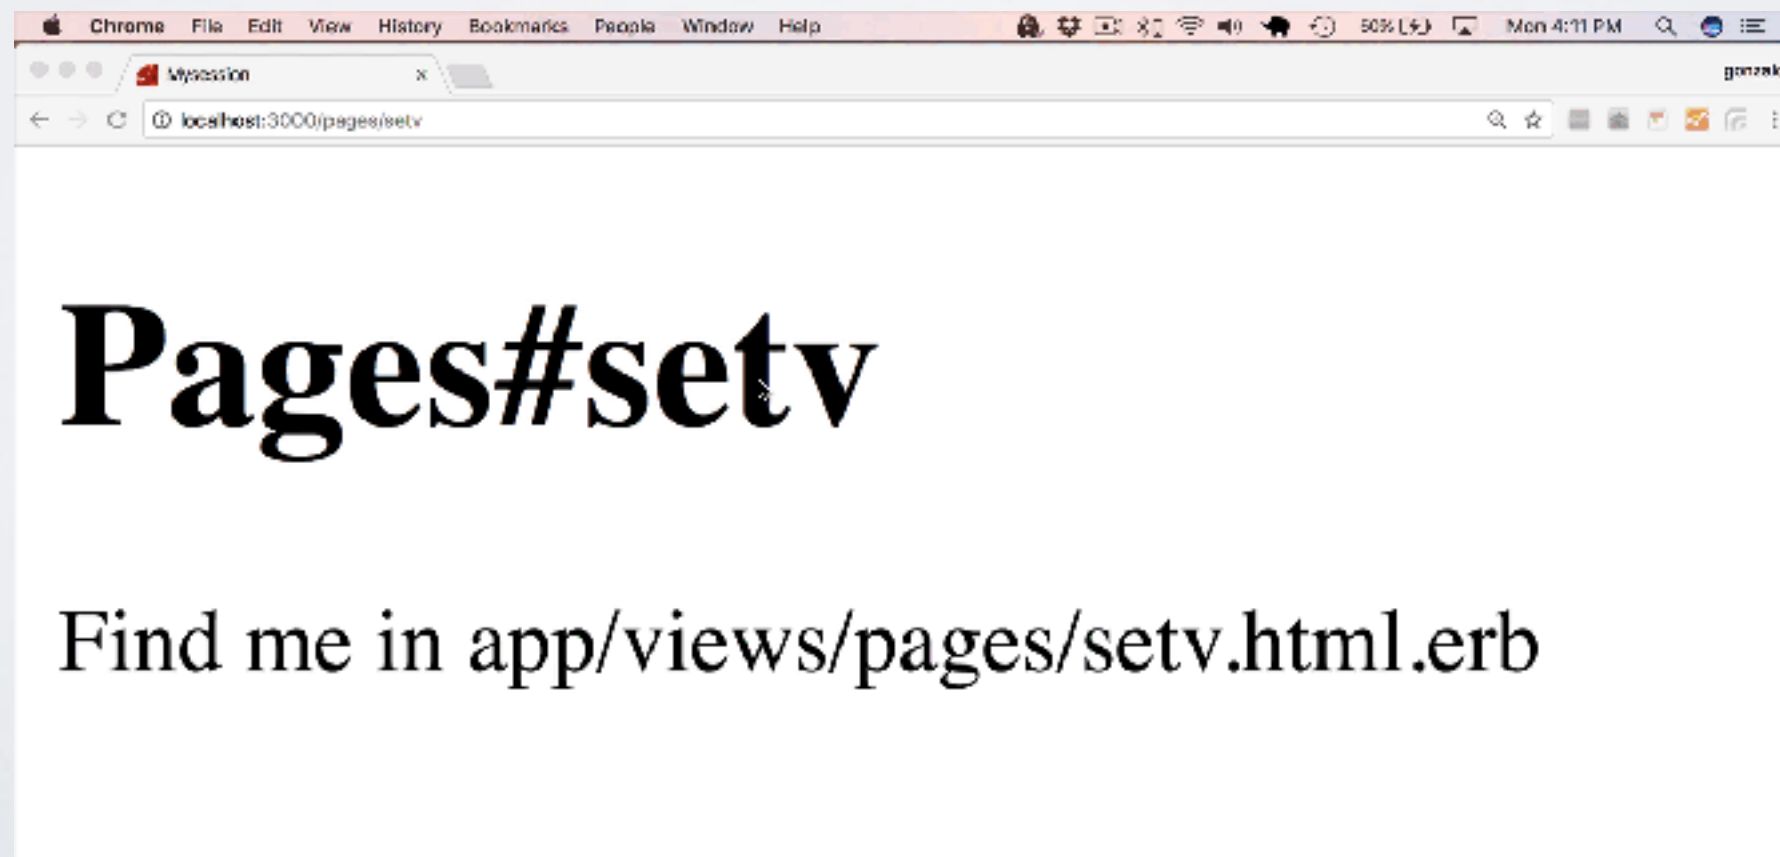 Chrome File Edit View History Bookmarks People Window Help Mon 4:11 PM
Mysession
localhost:3000/pages/setv
Pages#setv
Find me in app/views/pages/setv.html.erb